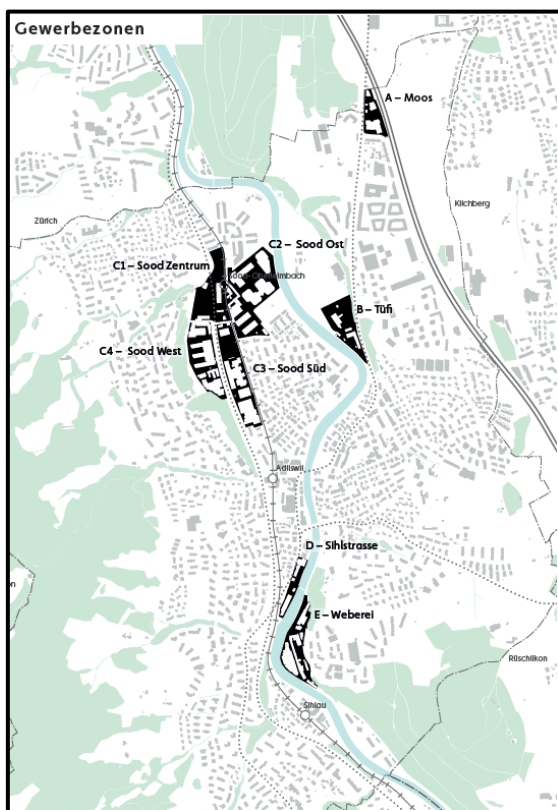 Gewerbezonen
A – Moos
Kilchberg
Zürich
C2 – Sood Ost
C1 – Sood Zentrum
B – Tüfi
C4 – Sood West
C3 – Sood Süd
Adliswil
D – Sihlstrasse
E – Weberei
Rüschlikon
Sihlau